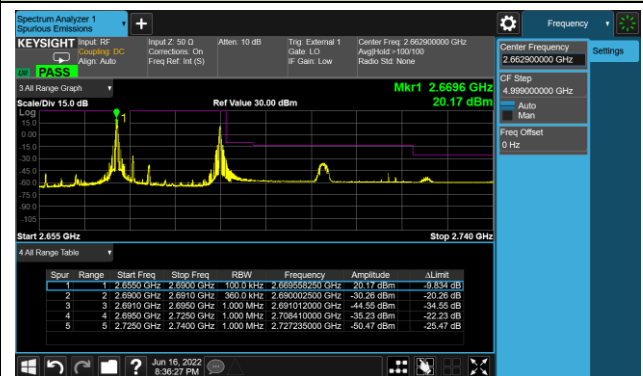 Spectrum Analyzer 1
Spurious Emissions
Frequency
KEYSIGHT Input: RF Input Z: 50 Ω Atten: 10 dB Trig: External 1 Center Freq: 2.662900000 GHz
Coupling: DC Corrections: On Gate: LO Avg|Hold:>100/100
Align: Auto Freq Ref: Int (S) IF Gain: Low Radio Std: None
PASS
Center Frequency
2.662900000 GHz
Settings
CF Step
4.999000000 GHz
Auto
Man
Freq Offset
0 Hz
3 All Range Graph
Mkr1 2.6696 GHz
Scale/Div 15.0 dB Ref Value 30.00 dBm 20.17 dBm
Log
15.0
0.00
-15.0
-30.0
-45.0
-60.0
-75.0
-90.0
-105
1
Start 2.655 GHz Stop 2.740 GHz
4 All Range Table
Spur Range Start Freq Stop Freq RBW Frequency Amplitude ΔLimit
1 1 2.6550 GHz 2.6900 GHz 100.0 kHz 2.669558250 GHz 20.17 dBm -9.834 dB
2 2 2.6900 GHz 2.6910 GHz 360.0 kHz 2.690002500 GHz -30.26 dBm -20.26 dB
3 3 2.6910 GHz 2.6950 GHz 1.000 MHz 2.691012000 GHz -44.55 dBm -34.55 dB
4 4 2.6950 GHz 2.7250 GHz 1.000 MHz 2.708410000 GHz -35.23 dBm -22.23 dB
5 5 2.7250 GHz 2.7400 GHz 1.000 MHz 2.727235000 GHz -50.47 dBm -25.47 dB
Jun 16, 2022
8:36:27 PM